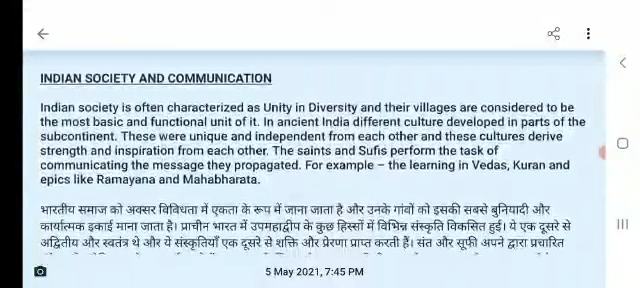 INDIAN SOCIETY AND COMMUNICATION
Indian society is often characterized as Unity in Diversity and their villages are considered to be
the most basic and functional unit of it. In ancient India different culture developed in parts of the
subcontinent. These were unique and independent from each other and these cultures derive
strength and inspiration from each other. The saints and Sufis perform the task of
communicating the message they propagated. For example – the learning in Vedas, Kuran and
epics like Ramayana and Mahabharata.
भारतीय समाज को अक्सर विविधता में एकता के रूप में जाना जाता है और उनके गांवों को इसकी सबसे बुनियादी और
कार्यात्मक इकाई माना जाता है। प्राचीन भारत में उपमहाद्वीप के कुछ हिस्सों में विभिन्न संस्कृति विकसित हुई। ये एक दूसरे से
अद्वितीय और स्वतंत्र थे और ये संस्कृतियाँ एक दूसरे से शक्ति और प्रेरणा प्राप्त करती हैं। संत और सूफी अपने द्वारा प्रचारित
5 May 2021, 7:45 PM